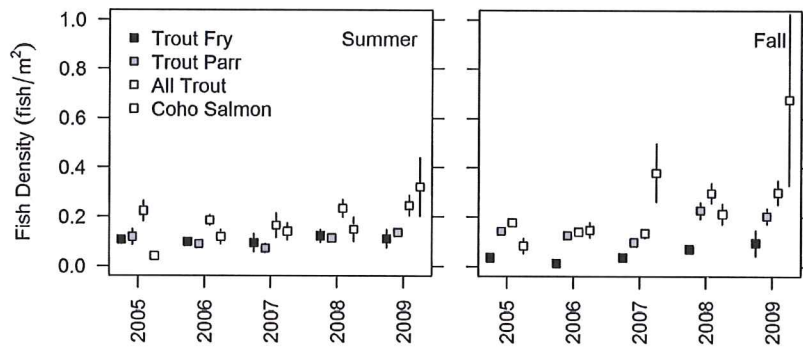 Fish Density (fish/m²)
1.0
0.8
0.6
0.4
0.2
0.0
Trout Fry
Trout Parr
All Trout
Coho Salmon
Summer
Fall
2005
2006
2007
2008
2009
2005
2006
2007
2008
2009